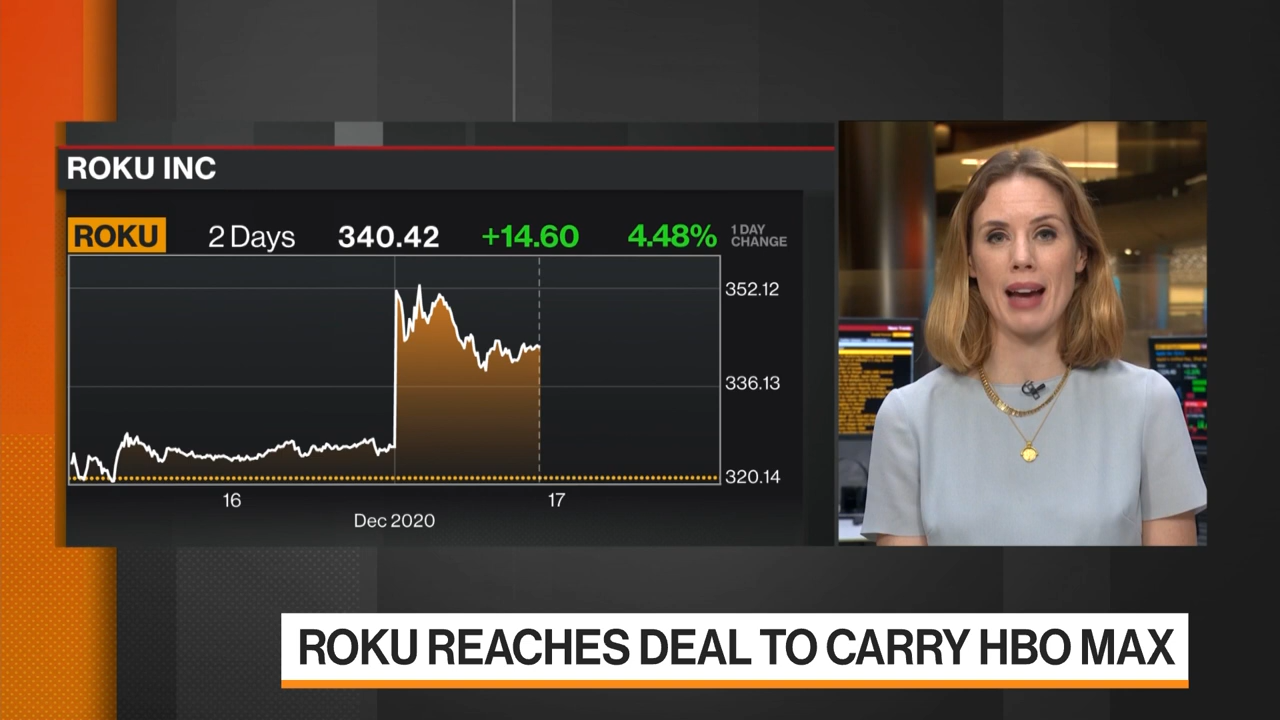 ROKU INC
ROKU 2 Days 340.42 +14.60 4.48% 1 DAY
CHANGE
352.12
336.13
320.14
16 17
Dec 2020
ROKU REACHES DEAL TO CARRY HBO MAX